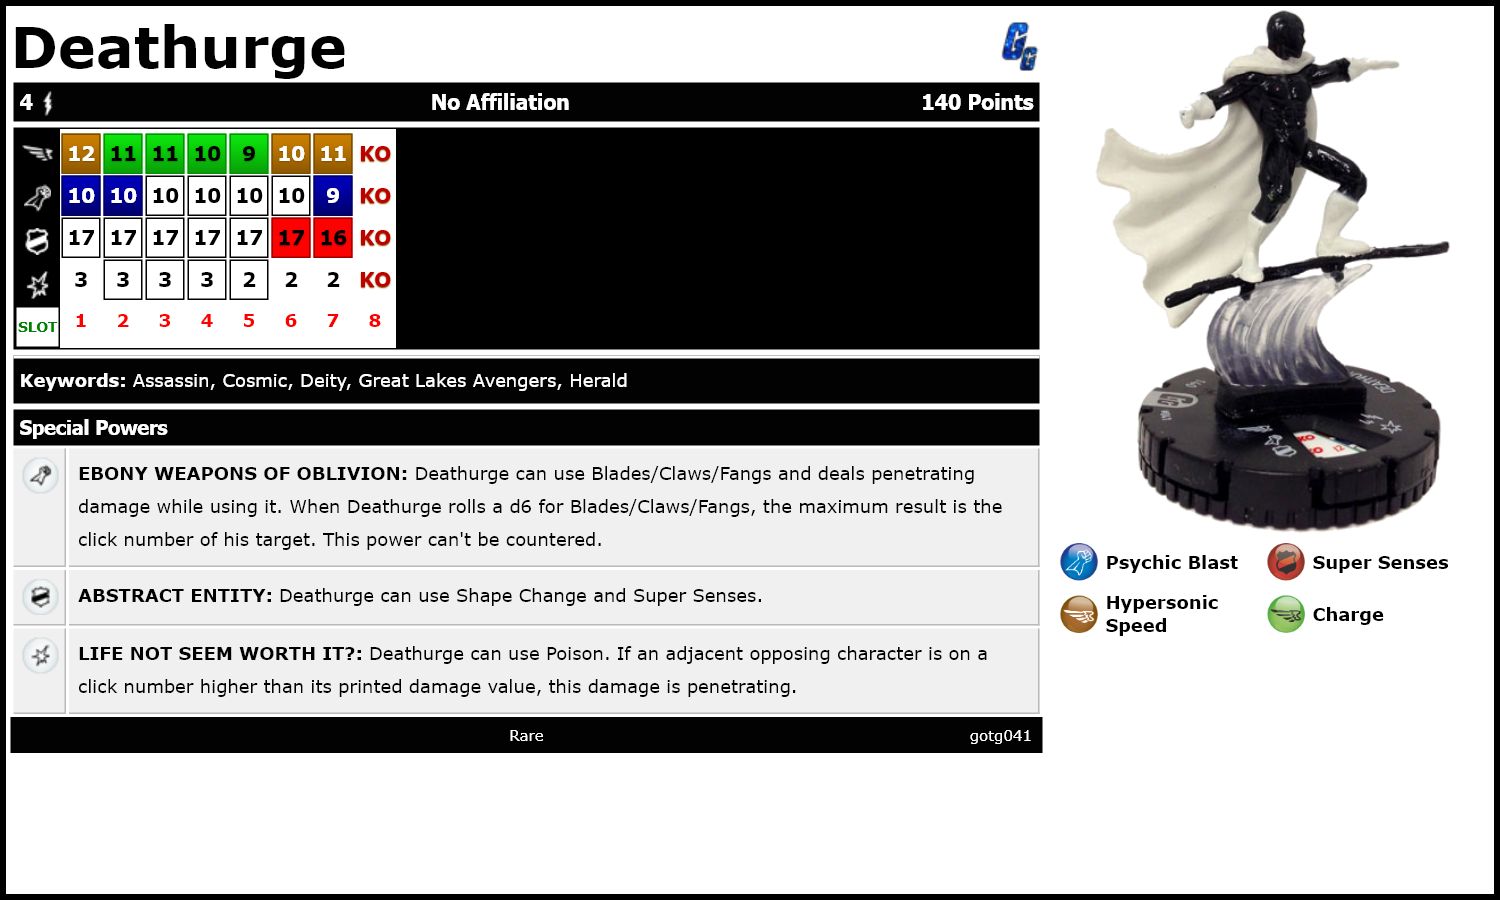 Deathurge
GG
4 No Affiliation 140 Points
12 11 11 10 9 10 11 KO
10 10 10 10 10 10 9 KO
17 17 17 17 17 17 16 KO
3 3 3 3 2 2 2 KO
SLOT 1 2 3 4 5 6 7 8
Keywords: Assassin, Cosmic, Deity, Great Lakes Avengers, Herald
Special Powers
EBONY WEAPONS OF OBLIVION: Deathurge can use Blades/Claws/Fangs and deals penetrating
damage while using it. When Deathurge rolls a d6 for Blades/Claws/Fangs, the maximum result is the
click number of his target. This power can't be countered.
ABSTRACT ENTITY: Deathurge can use Shape Change and Super Senses.
LIFE NOT SEEM WORTH IT?: Deathurge can use Poison. If an adjacent opposing character is on a
click number higher than its printed damage value, this damage is penetrating.
Rare gotg041
KO
KO
12
Psychic Blast Super Senses
Hypersonic
Speed
Charge